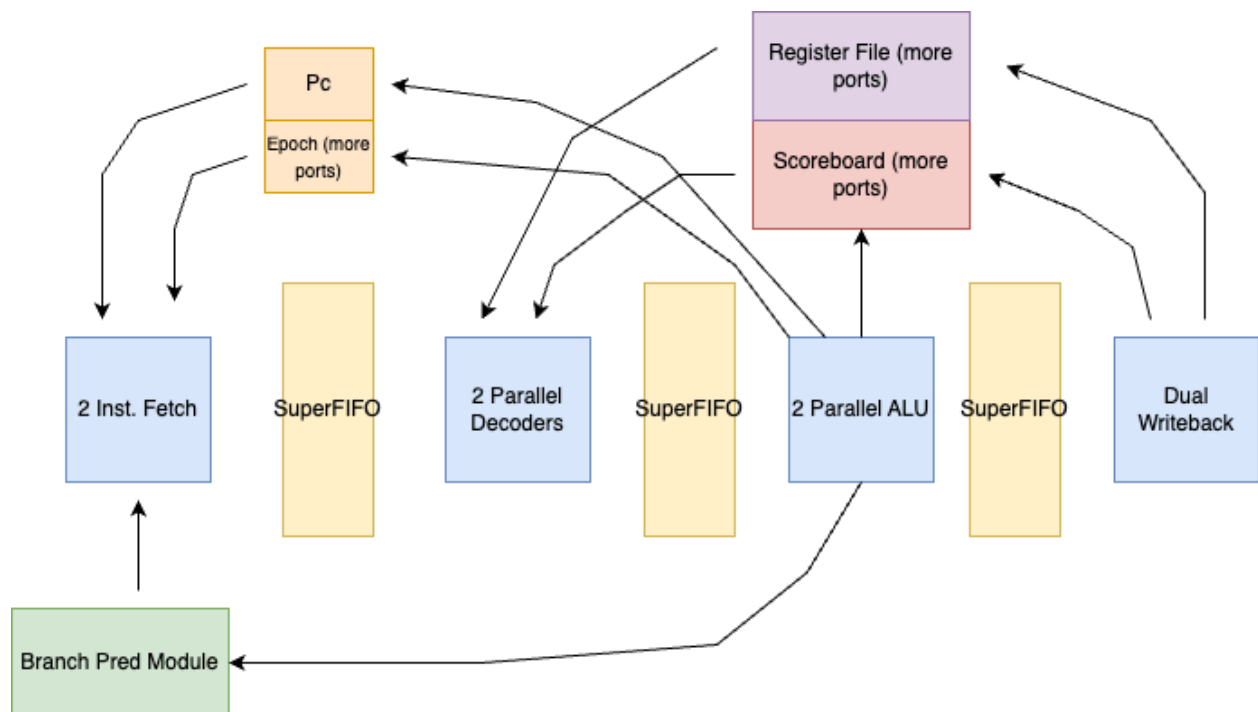 Pc
Epoch (more
ports)
Register File (more
ports)
Scoreboard (more
ports)
2 Inst. Fetch
SuperFIFO
2 Parallel
Decoders
SuperFIFO
2 Parallel ALU
SuperFIFO
Dual
Writeback
Branch Pred Module